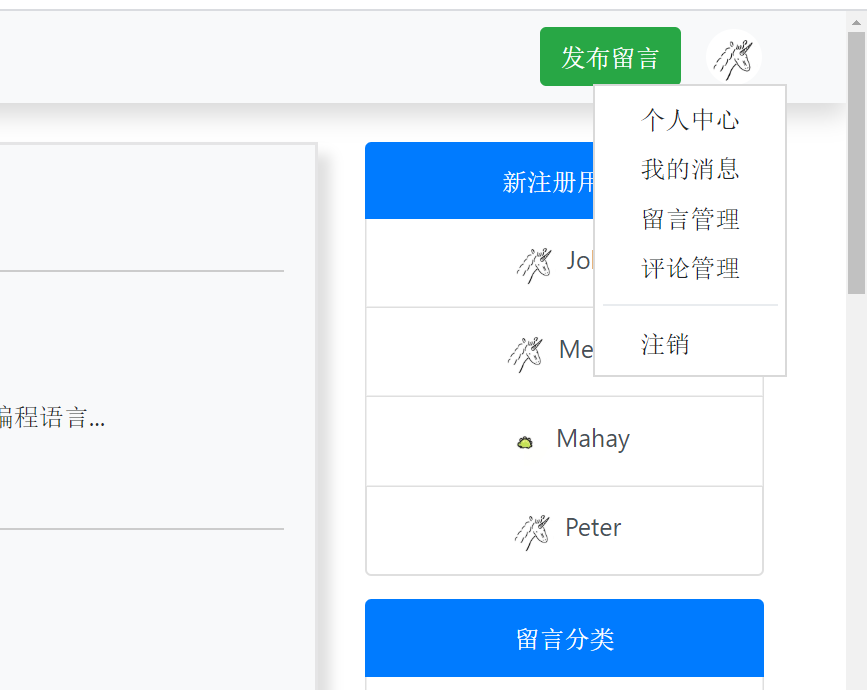 发布留言
个人中心
我的消息
留言管理
评论管理
注销
新注册用
Jo
Me
Mahay
Peter
程语言...
留言分类